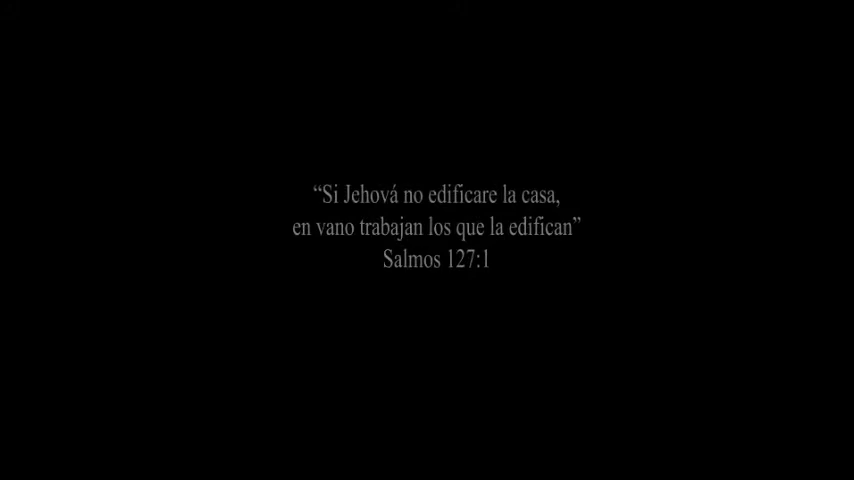 “Si Jehová no edificare la casa,
en vano trabajan los que la edifican”
Salmos 127:1